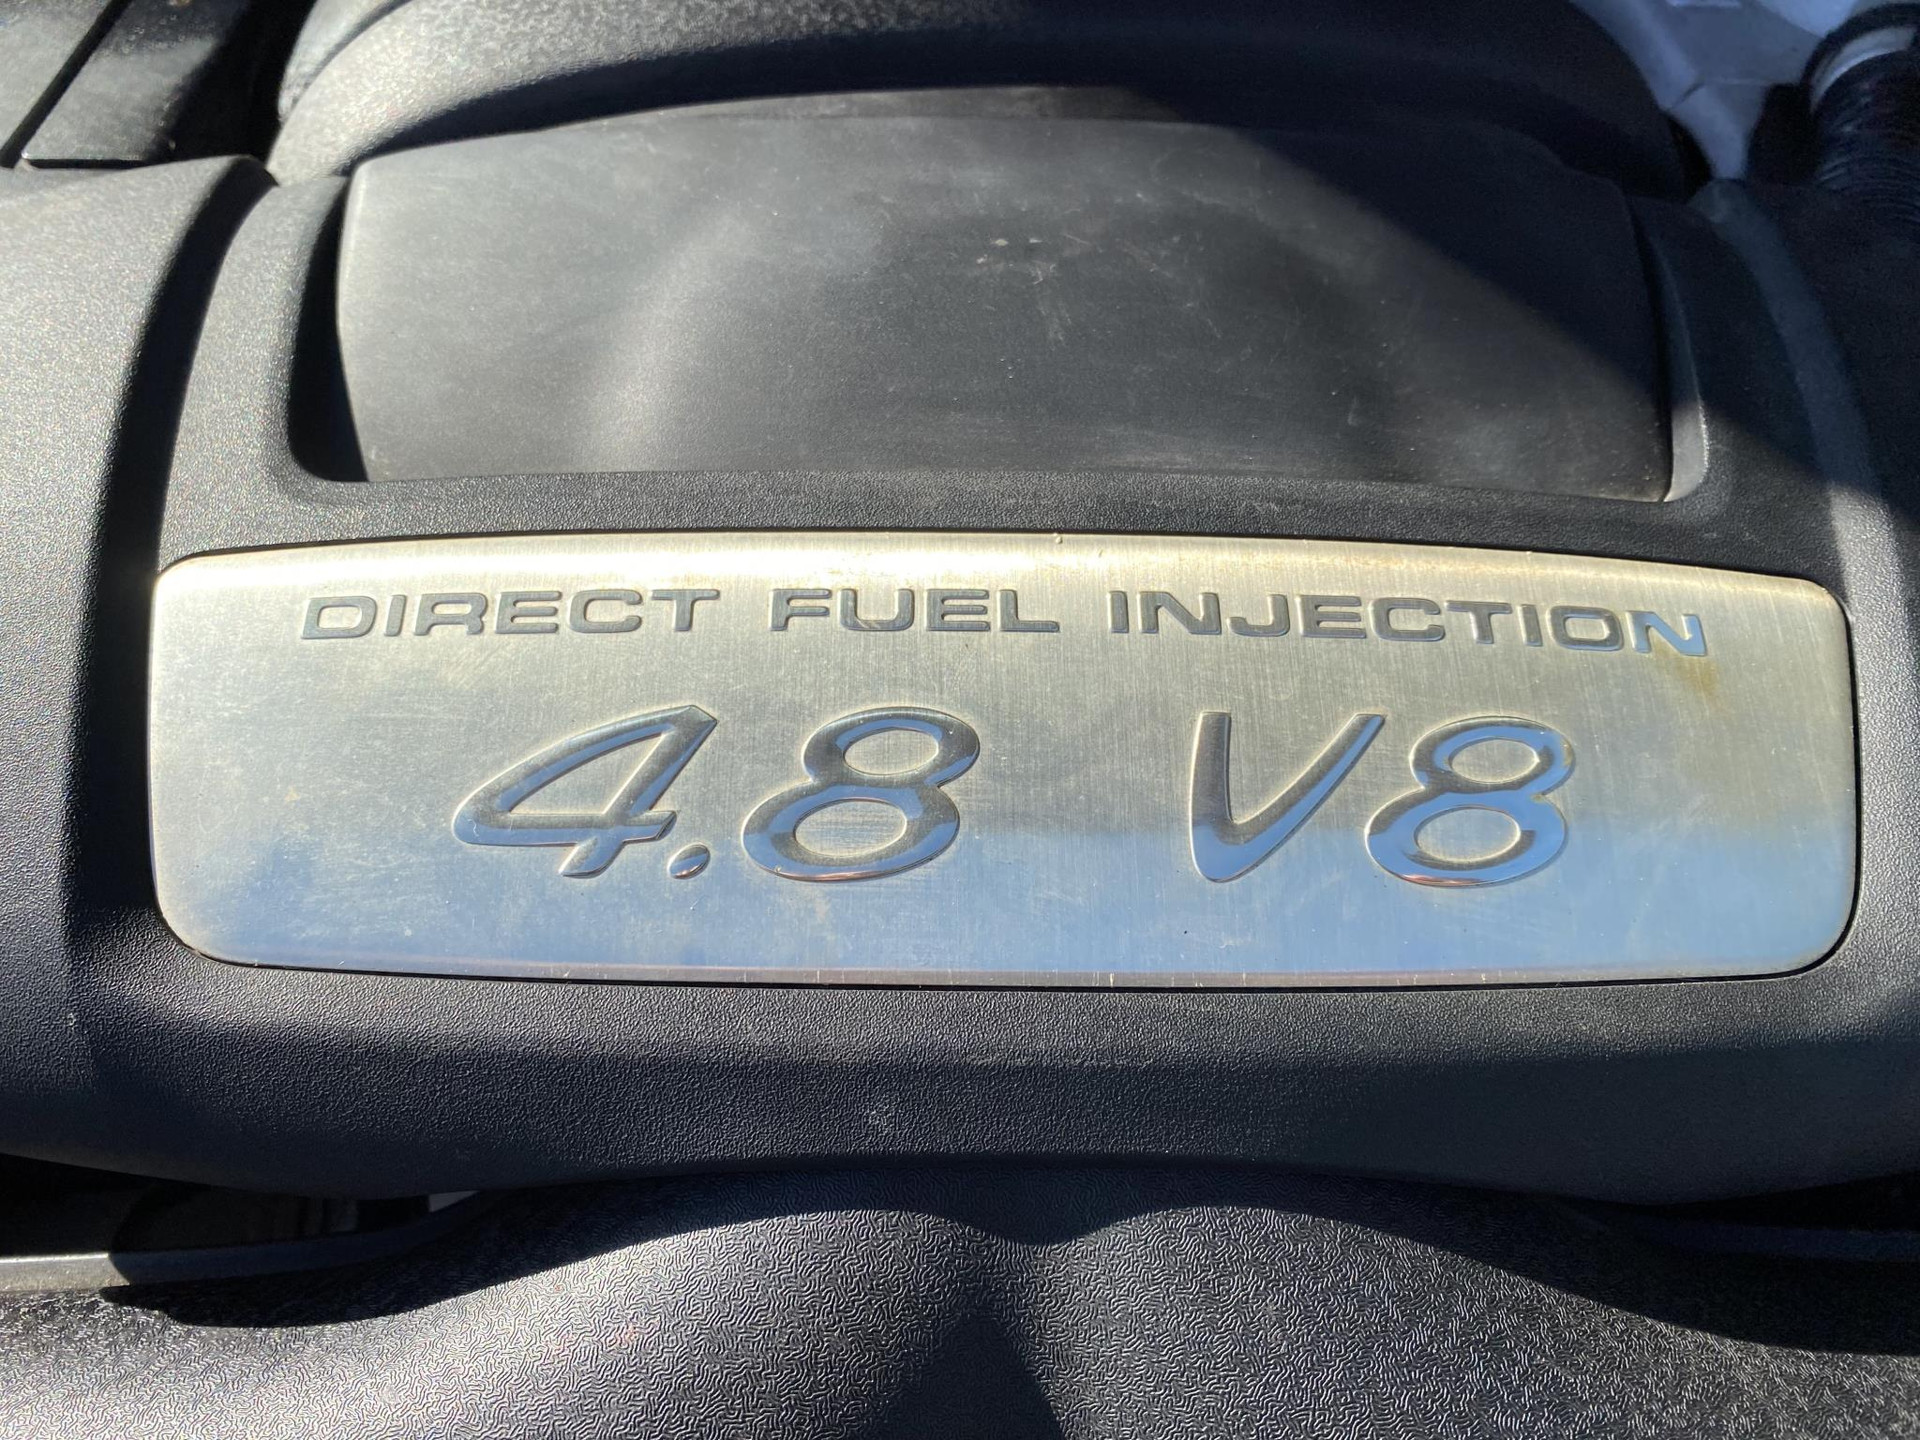 DIRECT FUEL INJECTION
4.8 V8